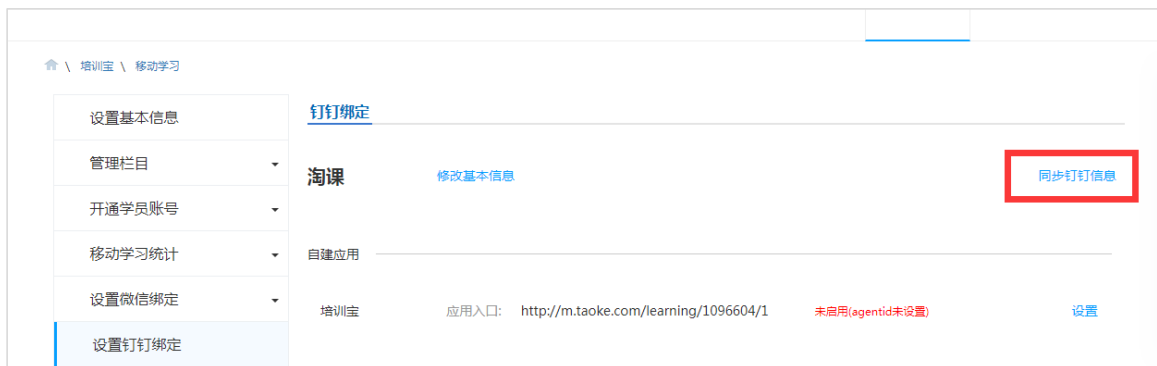 \ 培训宝 \ 移动学习
设置基本信息
管理栏目
开通学员账号
移动学习统计
设置微信绑定
设置钉钉绑定
钉钉绑定
淘课 修改基本信息 同步钉钉信息
自建应用
培训宝 应用入口: http://m.taoke.com/learning/1096604/1 未启用(agentid未设置) 设置